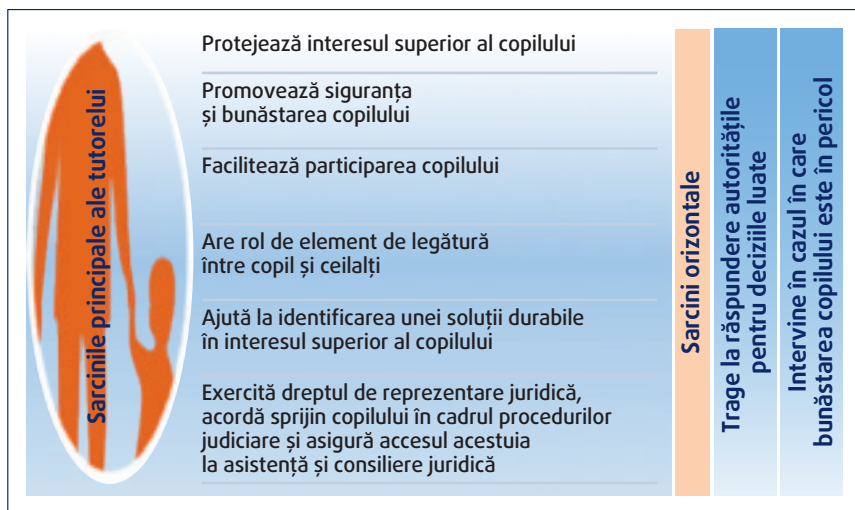 Sarcinile principale ale tutorelui
Protejează interesul superior al copilului
Promovează siguranța
și bunăstarea copilului
Facilitează participarea copilului
Are rol de element de legătură
între copil și ceilalți
Ajută la identificarea unei soluții durabile
în interesul superior al copilului
Exercită dreptul de reprezentare juridică,
acordă sprijin copilului în cadrul procedurilor
judiciare și asigură accesul acestuia
la asistență și consiliere juridică
Sarcini orizontale
Trage la răspundere autoritățile
pentru deciziile luate
Intervine în cazul în care
bunăstarea copilului este în pericol